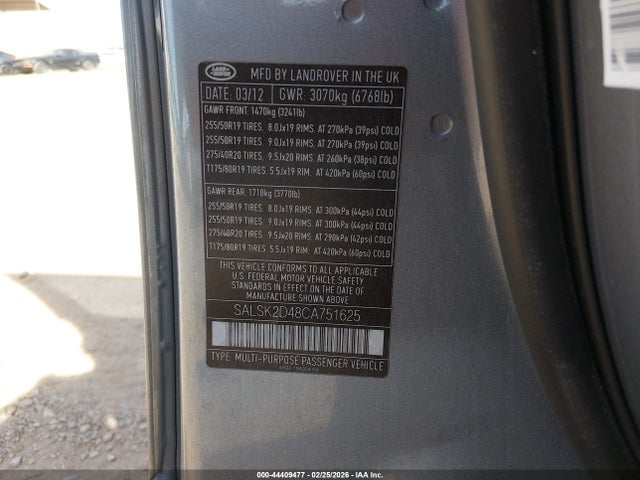 LAND ROVER
MFD BY LANDROVER IN THE UK
DATE: 03/12 GWR: 3070kg (6768lb)
GAWR FRONT: 1470kg (3241lb)
255/50R19 TIRES. 8.0Jx19 RIMS. AT 270kPa (39psi) COLD
255/50R19 TIRES. 9.0Jx19 RIMS. AT 270kPa (39psi) COLD
275/40R20 TIRES. 9.5Jx20 RIMS. AT 260kPa (38psi) COLD
T175/80R19 TIRES. 5.5Jx19 RIM. AT 420kPa (60psi) COLD
GAWR REAR: 1710kg (3770lb)
255/50R19 TIRES. 8.0Jx19 RIMS. AT 300kPa (44psi) COLD
255/50R19 TIRES. 9.0Jx19 RIMS. AT 300kPa (44psi) COLD
275/40R20 TIRES. 9.5Jx20 RIMS. AT 290kPa (42psi) COLD
T175/80R19 TIRES. 5.5Jx19 RIM. AT 420kPa (60psi) COLD
THIS VEHICLE CONFORMS TO ALL APPLICABLE
U.S. FEDERAL MOTOR VEHICLE SAFETY
STANDARDS IN EFFECT ON THE DATE OF
MANUFACTURE SHOWN ABOVE.
SALSK2D48CA751625
TYPE: MULTI-PURPOSE PASSENGER VEHICLE
000-44409477 - 02/25/2026 - IAA Corp.